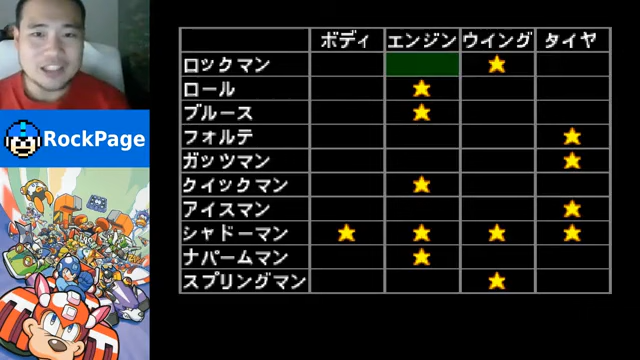 ボディ エンジン ウイング タイヤ
ロックマン ★
ロール ★
ブルース ★
フォルテ ★
ガッツマン ★
クイックマン ★
アイスマン ★
シャドーマン ★ ★ ★ ★
ナパームマン ★
スプリングマン ★
RockPage